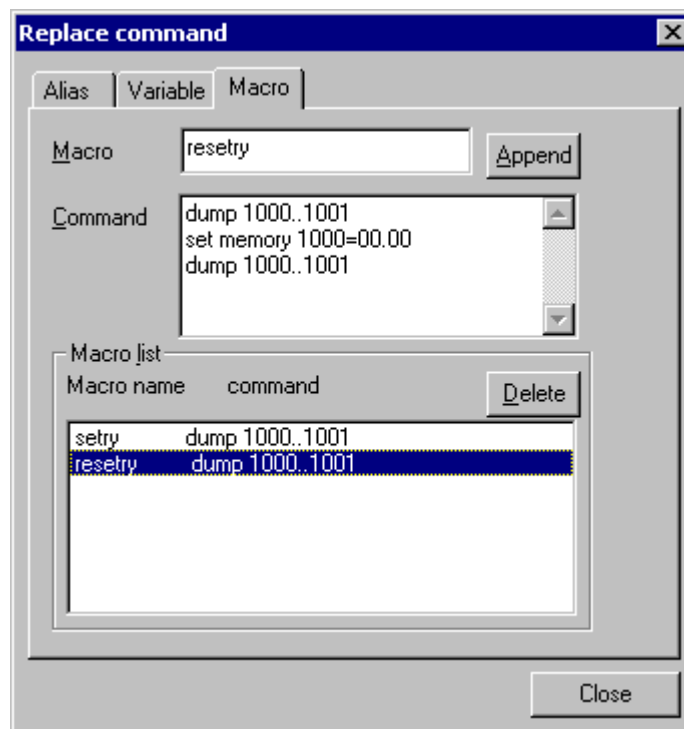 Replace command
Alias Variable Macro
Macro resetry Append
Command dump 1000..1001
set memory 1000=00.00
dump 1000..1001
Macro list
Macro name command Delete
setry dump 1000..1001
resetry dump 1000..1001
Close